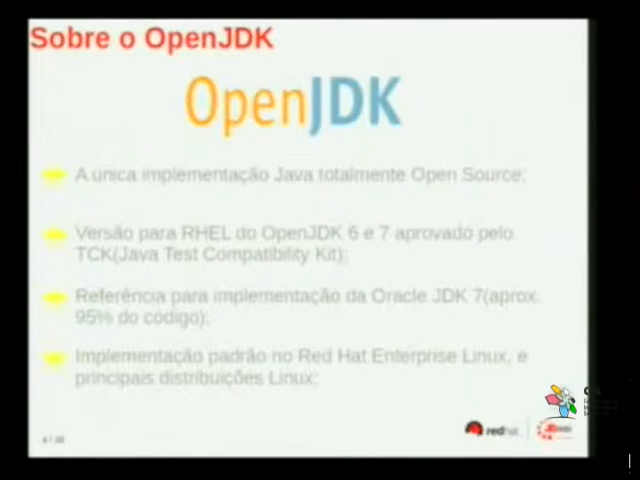 Sobre o OpenJDK
OpenJDK
A única implementação Java totalmente Open Source;
Versão para RHEL do OpenJDK 6 e 7 aprovado pelo
TCK(Java Test Compatibility Kit);
Referência para implementação da Oracle JDK 7(aprox.
95% do código);
Implementação padrão no Red Hat Enterprise Linux, e
principais distribuições Linux;
redhat